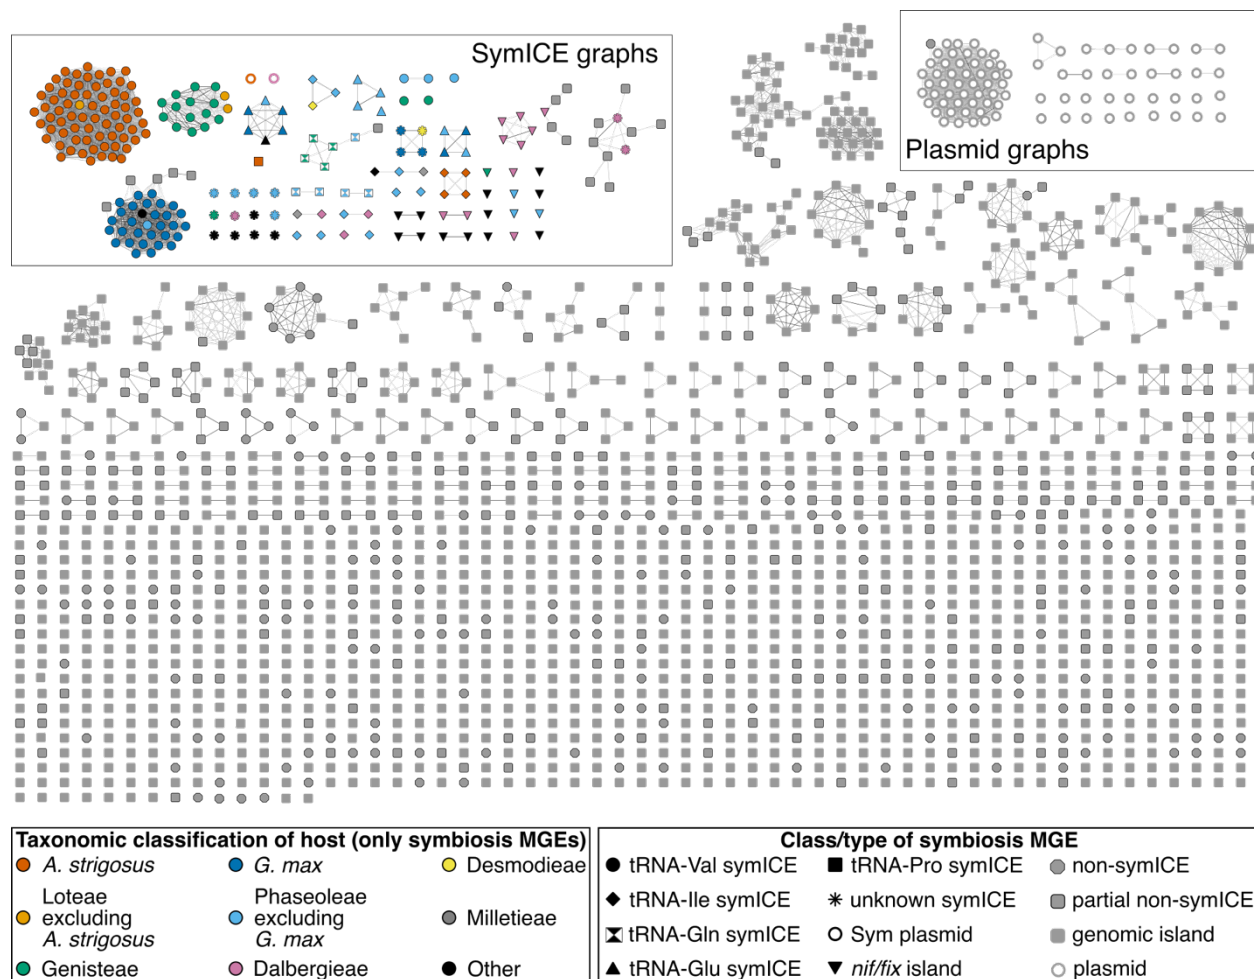 SymICE graphs
Plasmid graphs
Taxonomic classification of host (only symbiosis MGEs)
A. strigosus
G. max
Desmodieae
Loteae
excluding
A. strigosus
Phaseoleae
excluding
G. max
Milletieae
Genisteae
Dalbergieae
Other
Class/type of symbiosis MGE
tRNA-Val symICE
tRNA-Pro symICE
non-symICE
tRNA-Ile symICE
unknown symICE
partial non-symICE
tRNA-Gln symICE
Sym plasmid
genomic island
tRNA-Glu symICE
nif/fix island
plasmid